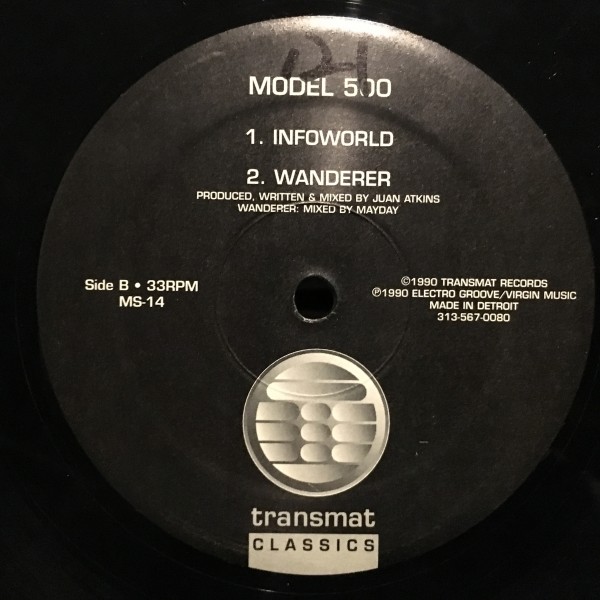 MODEL 500
1. INFOWORLD
2. WANDERER
PRODUCED, WRITTEN & MIXED BY JUAN ATKINS
WANDERER: MIXED BY MAYDAY
Side B • 33RPM
MS-14
©1990 TRANSMAT RECORDS
℗1990 ELECTRO GROOVE/VIRGIN MUSIC
MADE IN DETROIT
313-567-0080
transmat
CLASSICS